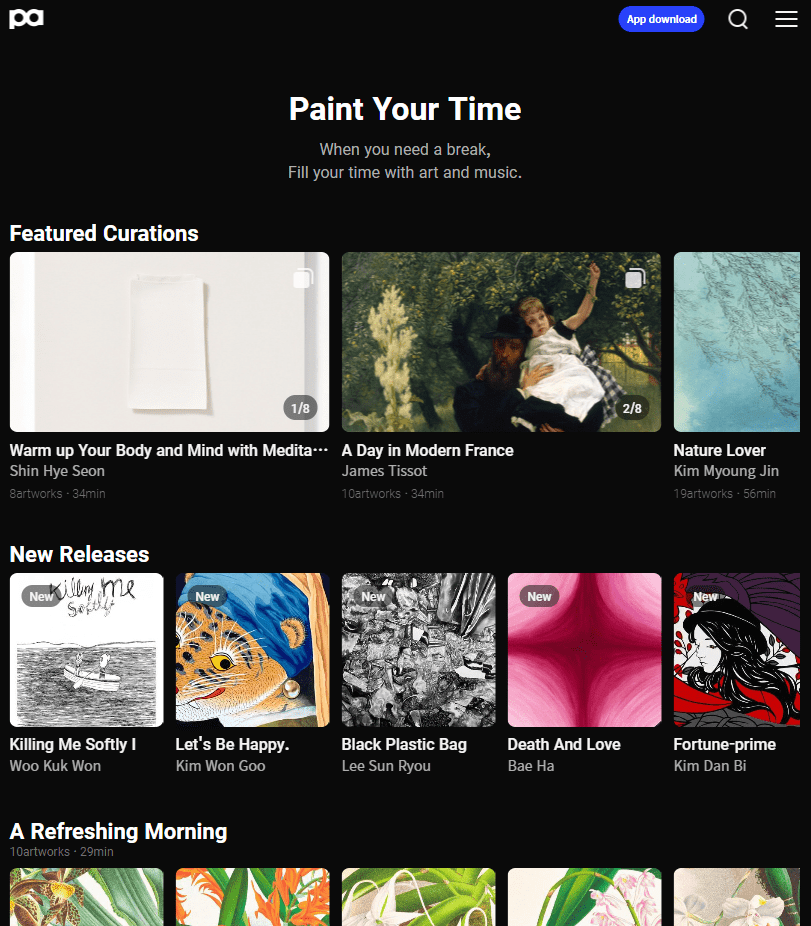 pa
App download
Paint Your Time
When you need a break,
Fill your time with art and music.
Featured Curations
1/8
2/8
Warm up Your Body and Mind with Medita···
A Day in Modern France
Nature Lover
Shin Hye Seon
James Tissot
Kim Myoung Jin
8artworks · 34min
10artworks · 34min
19artworks · 56min
New Releases
New
New
New
New
New
Killing me
Softly
Killing Me Softly I
Let's Be Happy.
Black Plastic Bag
Death And Love
Fortune-prime
Woo Kuk Won
Kim Won Goo
Lee Sun Ryou
Bae Ha
Kim Dan Bi
A Refreshing Morning
10artworks · 29min